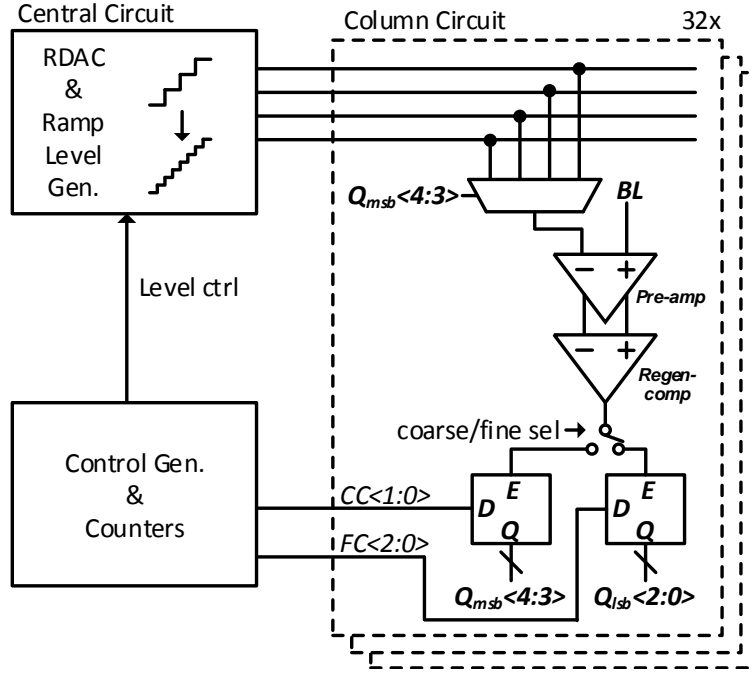 Central Circuit
Column Circuit
32x
RDAC
&
Ramp
Level
Gen.
Qmsb<4:3>
BL
Pre-amp
Level ctrl
Regen-
comp
coarse/fine sel
Control Gen.
&
Counters
CC<1:0>
FC<2:0>
D
E
Q
D
E
Q
Qmsb<4:3>
Qlsb<2:0>